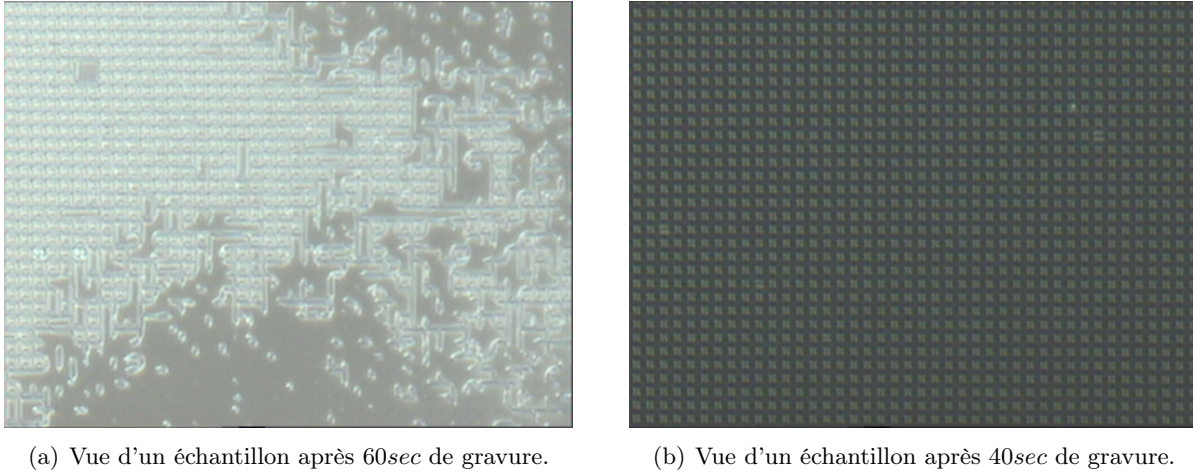 (a) Vue d'un échantillon après 60sec de gravure.
(b) Vue d'un échantillon après 40sec de gravure.